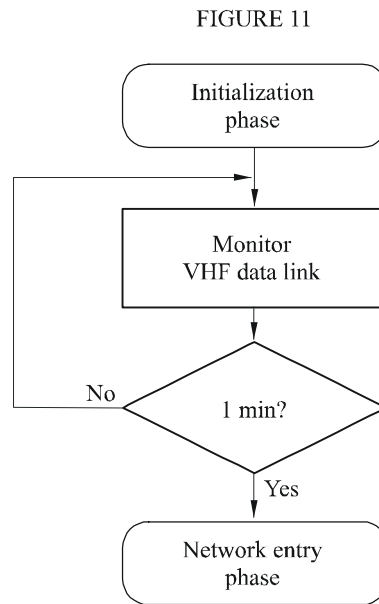 FIGURE 11
Initialization
phase
Monitor
VHF data link
No
1 min?
Yes
Network entry
phase